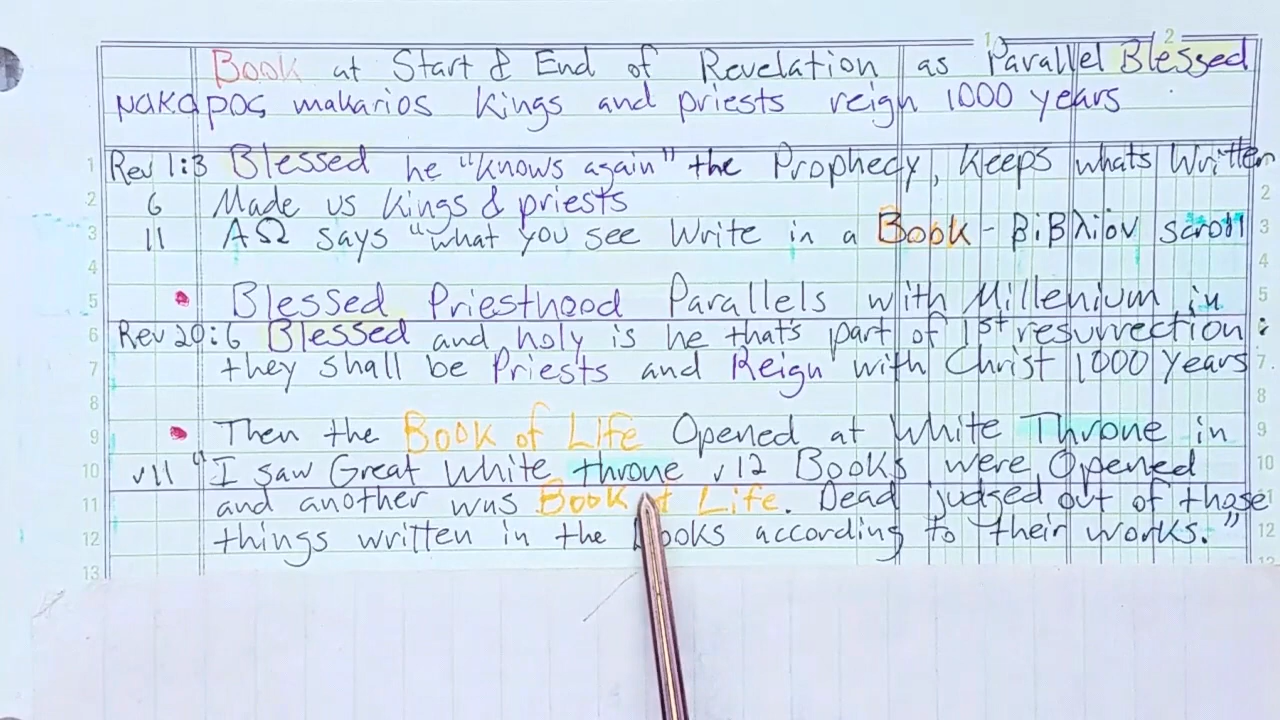 Book at Start & End of Revelation as Parallel Blessed
μακαρος makarios Kings and priests reign 1000 years
Rev 1:3 Blessed he "knows again" the Prophecy, Keeps whats Written
6 Made us Kings & priests
11 ΑΩ says "what you see Write in a Book - βιβλίον scroll
• Blessed Priesthood Parallels with Millenium in
Rev 20:6 Blessed and holy is he that's part of 1st resurrection:
they shall be Priests and Reign with Christ 1000 years
• Then the Book of Life Opened at White Throne in
v11 "I saw Great White throne v12 Books were Opened
and another was Book of Life. Dead judged out of those
things written in the Books according to their works."